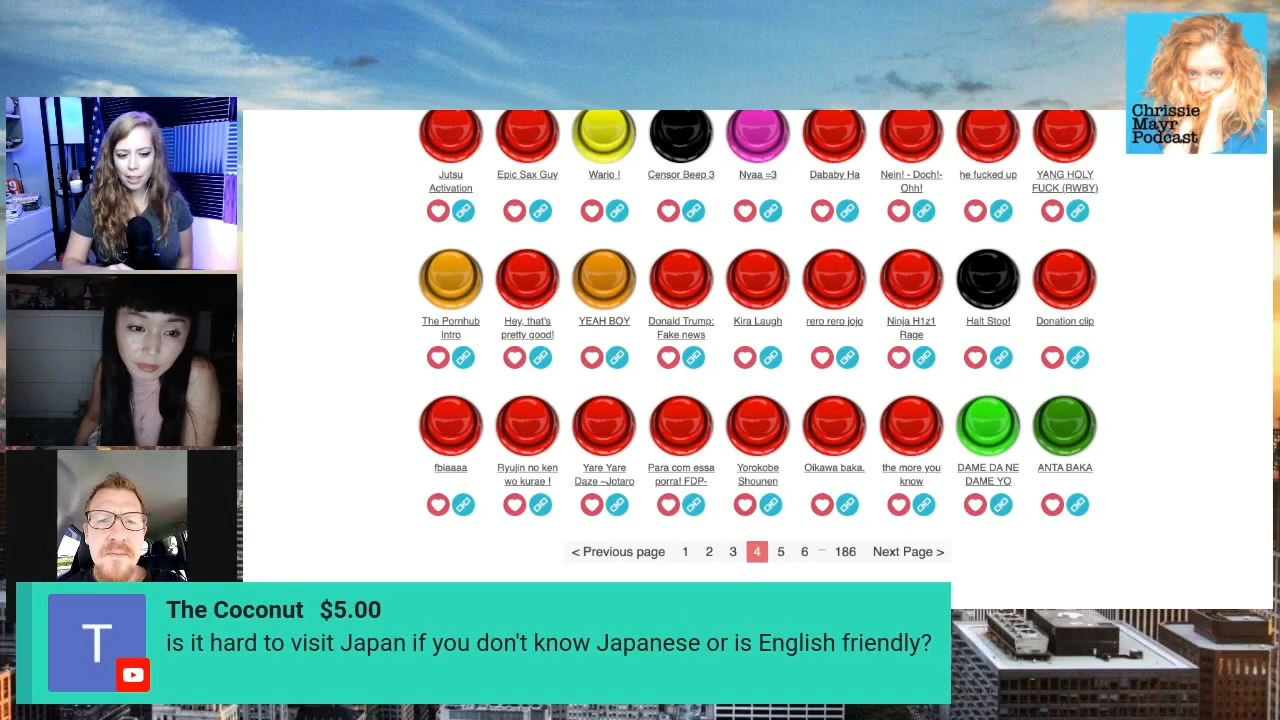 Chrissie
Mayr
Podcast
Jutsu
Activation
Epic Sax Guy
Wario !
Censor Beep 3
Nyaa =3
Dababy Ha
Nein! - Doch!-
Ohh!
he fucked up
YANG HOLY
FUCK (RWBY)
The Pornhub
Intro
Hey, that's
pretty good!
YEAH BOY
Donald Trump:
Fake news
Kira Laugh
rero rero jojo
Ninja H1z1
Rage
Halt Stop!
Donation clip
fbiaaaa
Ryujin no ken
wo kurae !
Yare Yare
Daze ~Jotaro
Para com essa
porra! FDP-
Yorokobe
Shounen
Oikawa baka.
the more you
know
DAME DA NE
DAME YO
ANTA BAKA
< Previous page 1 2 3 4 5 6 ... 186 Next Page >
T
The Coconut $5.00
is it hard to visit Japan if you don't know Japanese or is English friendly?